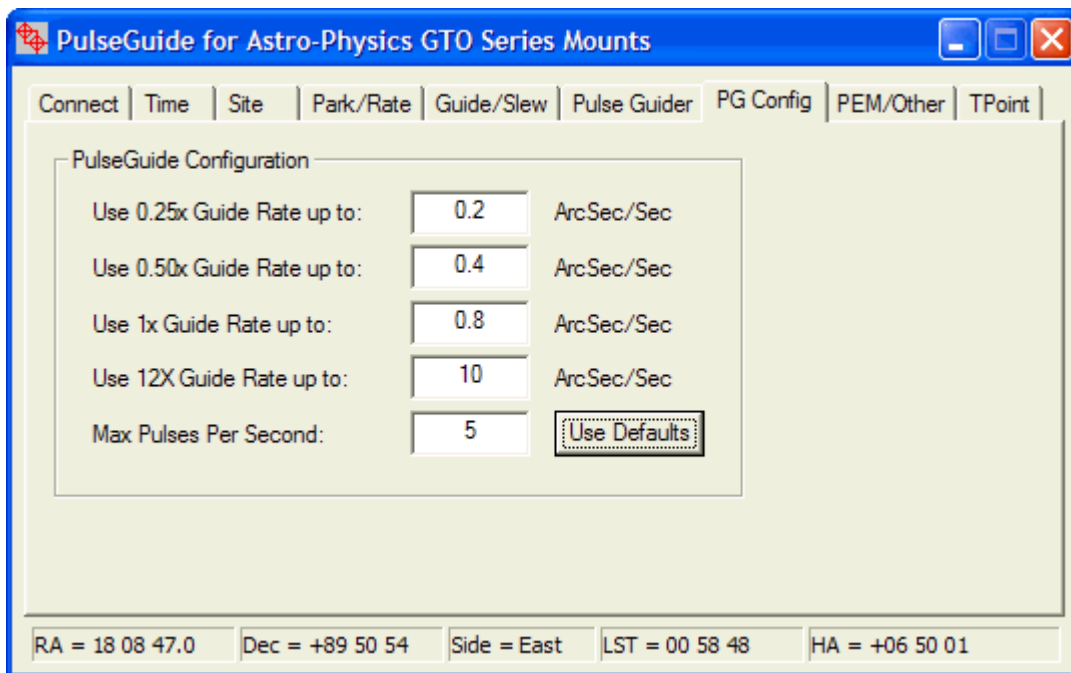 PulseGuide for Astro-Physics GTO Series Mounts
Connect Time Site Park/Rate Guide/Slew Pulse Guider PG Config PEM/Other TPoint
PulseGuide Configuration
Use 0.25x Guide Rate up to: 0.2 ArcSec/Sec
Use 0.50x Guide Rate up to: 0.4 ArcSec/Sec
Use 1x Guide Rate up to: 0.8 ArcSec/Sec
Use 12X Guide Rate up to: 10 ArcSec/Sec
Max Pulses Per Second: 5 Use Defaults
RA = 18 08 47.0 Dec = +89 50 54 Side = East LST = 00 58 48 HA = +06 50 01